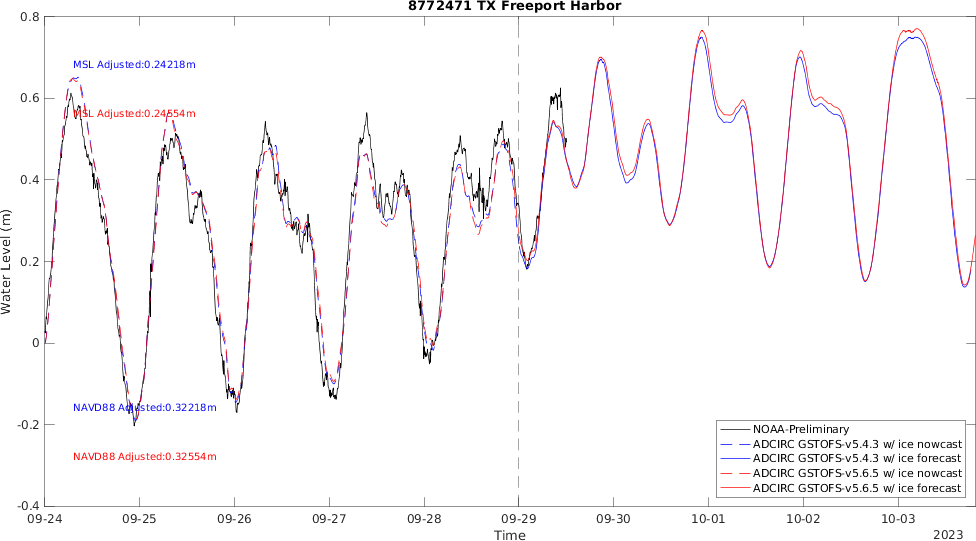 8772471 TX Freeport Harbor
0.8
0.6
0.4
0.2
0
-0.2
-0.4
Water Level (m)
MSL Adjusted:0.24218m
MSL Adjusted:0.24554m
NAVD88 Adjusted:0.32218m
NAVD88 Adjusted:0.32554m
NOAA-Preliminary
ADCIRC GSTOFS-v5.4.3 w/ ice nowcast
ADCIRC GSTOFS-v5.4.3 w/ ice forecast
ADCIRC GSTOFS-v5.6.5 w/ ice nowcast
ADCIRC GSTOFS-v5.6.5 w/ ice forecast
09-24 09-25 09-26 09-27 09-28 09-29 09-30 10-01 10-02 10-03
Time
2023